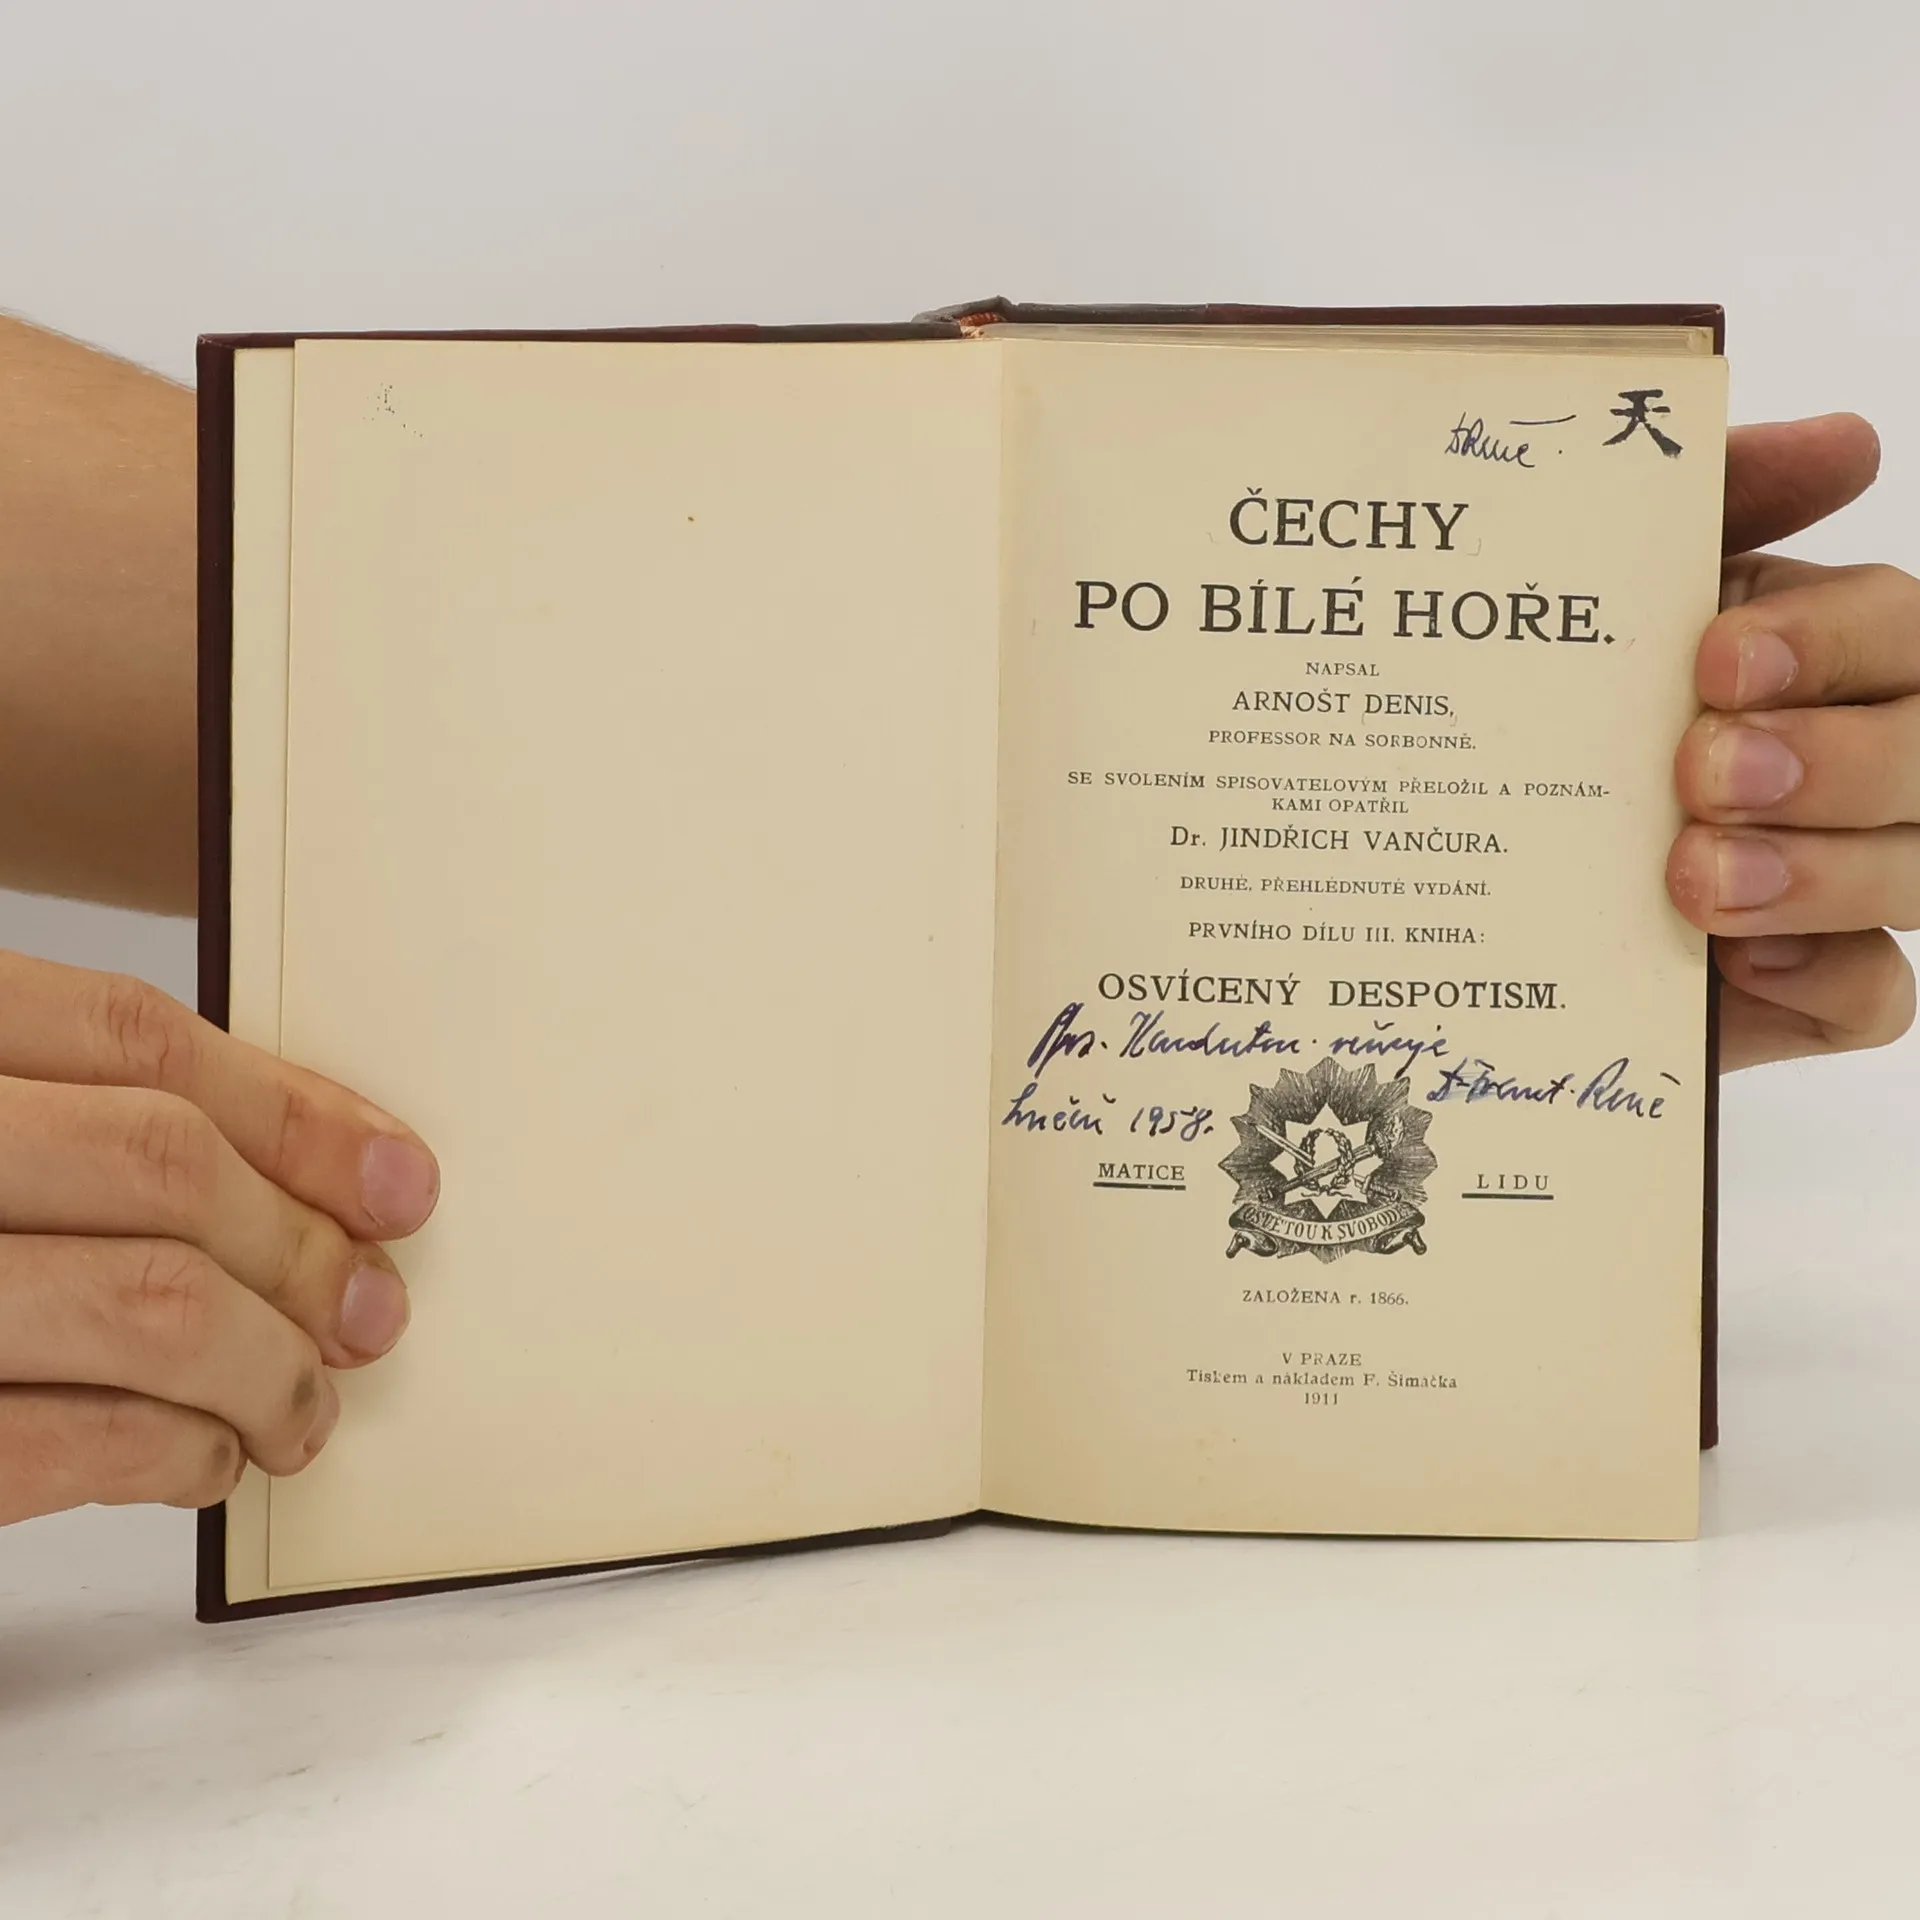 天
ČECHY
PO BÍLÉ HOŘE.
NAPSAL
ARNOŠT DENIS,
PROFESSOR NA SORBONNĚ.
SE SVOLENÍM SPISOVATELOVÝM PŘELOŽIL A POZNÁM-
KAMI OPATŘIL
Dr. JINDŘICH VANČURA.
DRUHÉ, PŘEHLÉDNUTÉ VYDÁNÍ.
PRVNÍHO DÍLU III. KNIHA:
OSVÍCENÝ DESPOTISM.
věnuje
1958.
MATICE LIDU
OSVĚTOU K SVOBODĚ
ZALOŽENA r. 1866.
V PRAZE
Tiskem a nákladem F. Šimáčka
1911